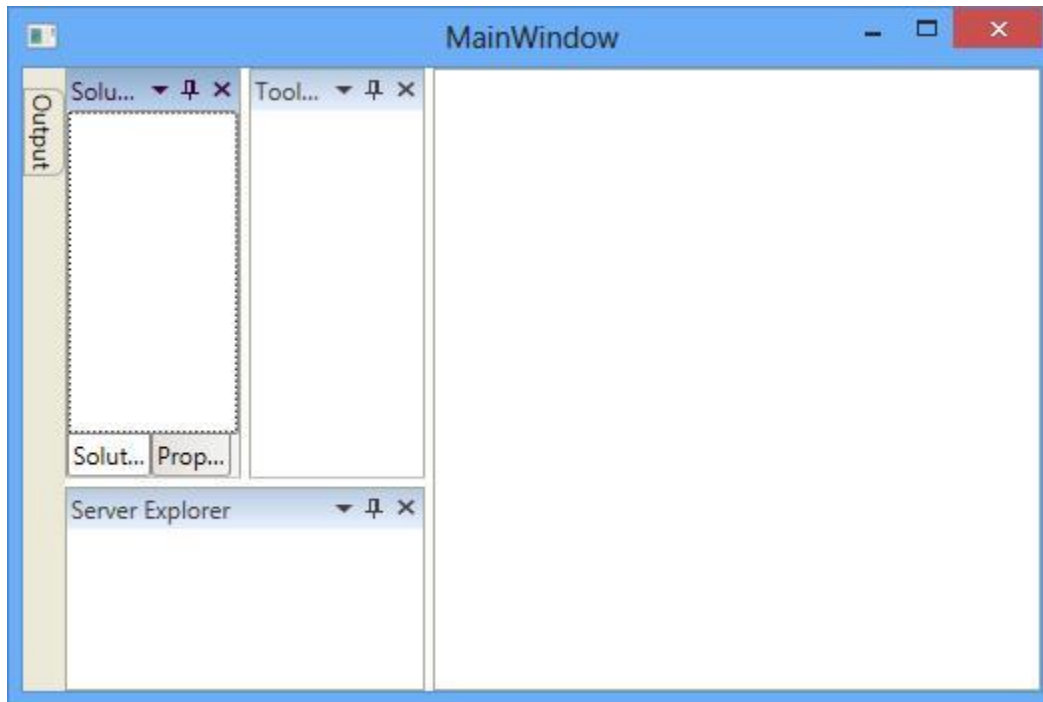 MainWindow
Output
Solu...
Tool...
Solut...
Prop...
Server Explorer